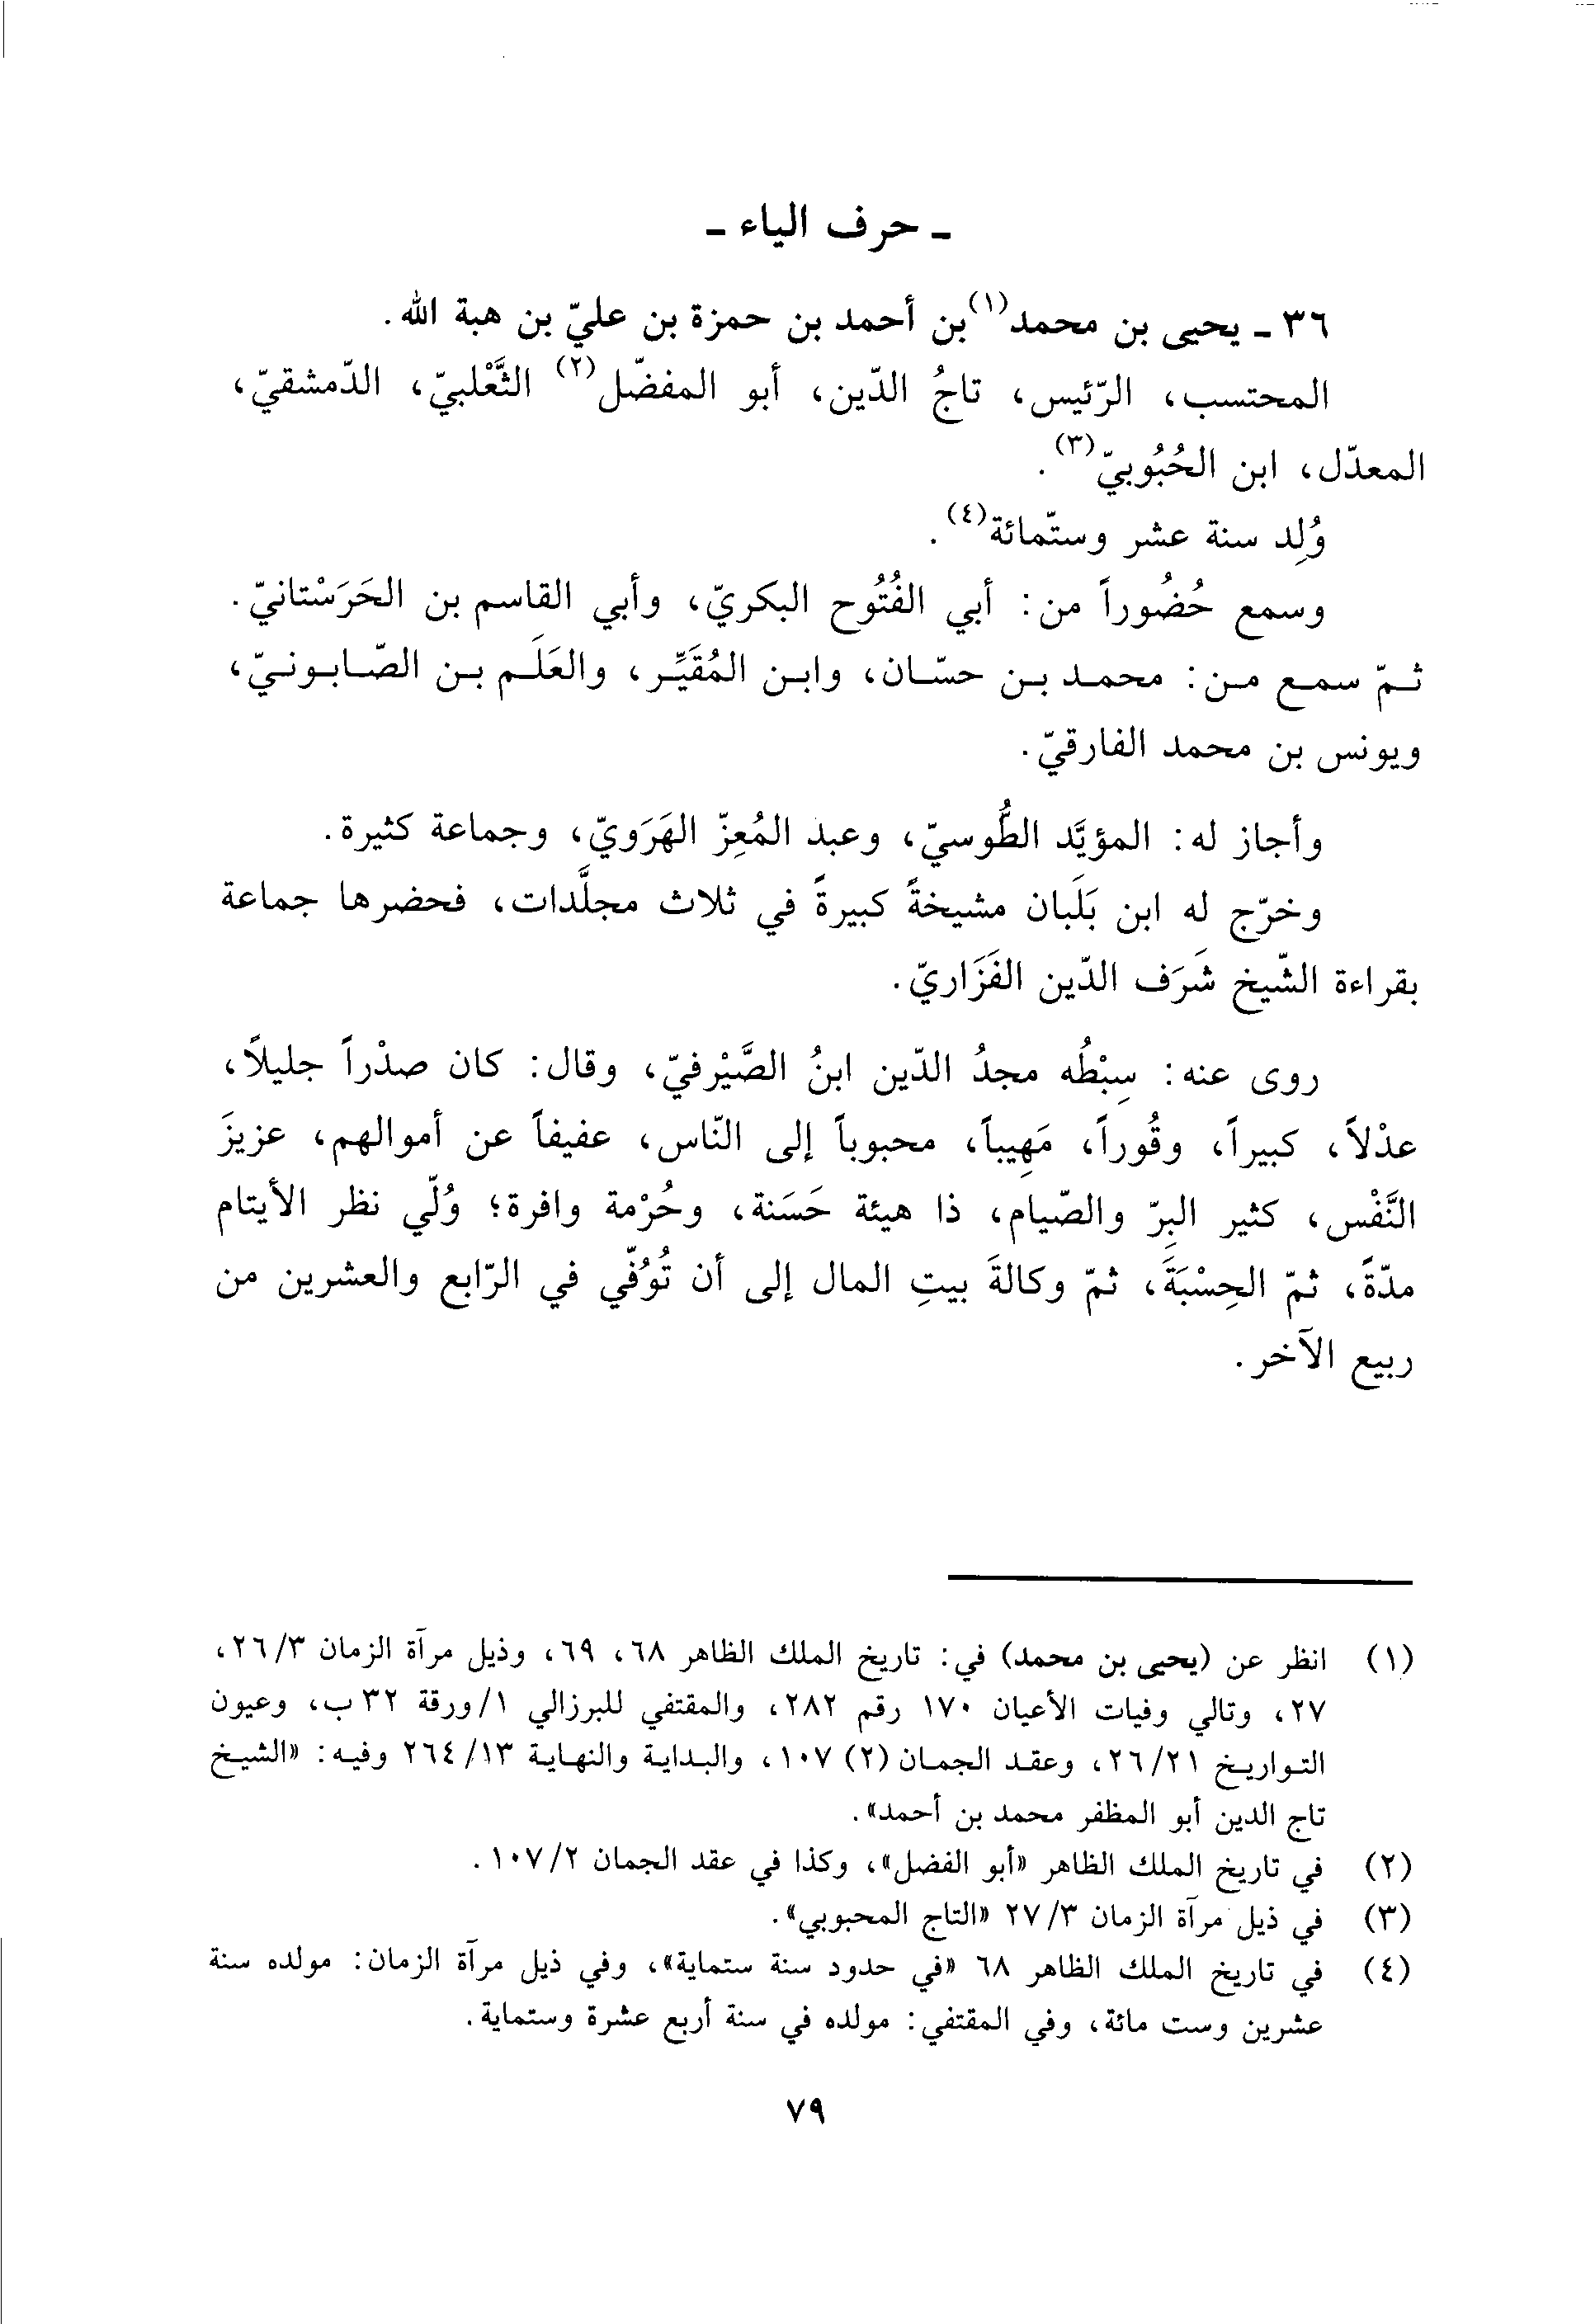 ـ حرف الياء ـ
٣٦ ـ يحيى بن محمد(١) بن أحمد بن حمزة بن عليّ بن هبة الله.
المحتسب، الرّئيس، تاجُ الدّين، أبو المفضّل(٢) الثَّعْلبيّ، الدّمشقيّ،
المعدّل، ابن الحُبُوبيّ(٣).
وُلِد سنة عشر وستّمائة(٤).
وسمع حُضُوراً من: أبي الفُتُوح البكريّ، وأبي القاسم بن الحَرَسْتانيّ.
ثمّ سمع من: محمد بن حسّان، وابن المُقَيِّر، والعَلَم بن الصّابونيّ،
ويونس بن محمد الفارقيّ.
وأجاز له: المؤيَّد الطُّوسيّ، وعبد المُعِزّ الهَرَويّ، وجماعة كثيرة.
وخرّج له ابن بَلَبان مشيخةً كبيرةً في ثلاث مجلَّدات، فحضرها جماعة
بقراءة الشّيخ شَرَف الدّين الفَزَاريّ.
روى عنه: سِبْطُه مجدُ الدّين ابنُ الصَّيْرفيّ، وقال: كان صدْراً جليلاً،
عدْلاً، كبيراً، وقُوراً، مَهِيباً، محبوباً إلى النّاس، عفيفاً عن أموالهم، عزيزَ
النَّفْس، كثير البِرّ والصّيام، ذا هيئة حَسَنة، وحُرْمة وافرة؛ وُلّي نظر الأيتام
مدّةً، ثمّ الحِسْبَةَ، ثمّ وكالةَ بيتِ المال إلى أن تُوُفّي في الرّابع والعشرين من
ربيع الآخر.
(١) انظر عن (يحيى بن محمد) في: تاريخ الملك الظاهر ٦٨، ٦٩، وذيل مرآة الزمان ٢٦/٣،
٢٧، وتالي وفيات الأعيان ١٧٠ رقم ٢٨٢، والمقتفي للبرزالي ١/ورقة ٣٢ ب، وعيون
التواريخ ٢٦/٢١، وعقد الجمان (٢) ١٠٧، والبداية والنهاية ٢٦٤/١٣ وفيه: «الشيخ
تاج الدين أبو المظفر محمد بن أحمد».
(٢) في تاريخ الملك الظاهر «أبو الفضل»، وكذا في عقد الجمان ١٠٧/٢.
(٣) في ذيل مرآة الزمان ٢٧/٣ «التاج المحبوبي».
(٤) في تاريخ الملك الظاهر ٦٨ «في حدود سنة ستماية»، وفي ذيل مرآة الزمان: مولده سنة
عشرين وست مائة، وفي المقتفي: مولده في سنة أربع عشرة وستماية.
٧٩